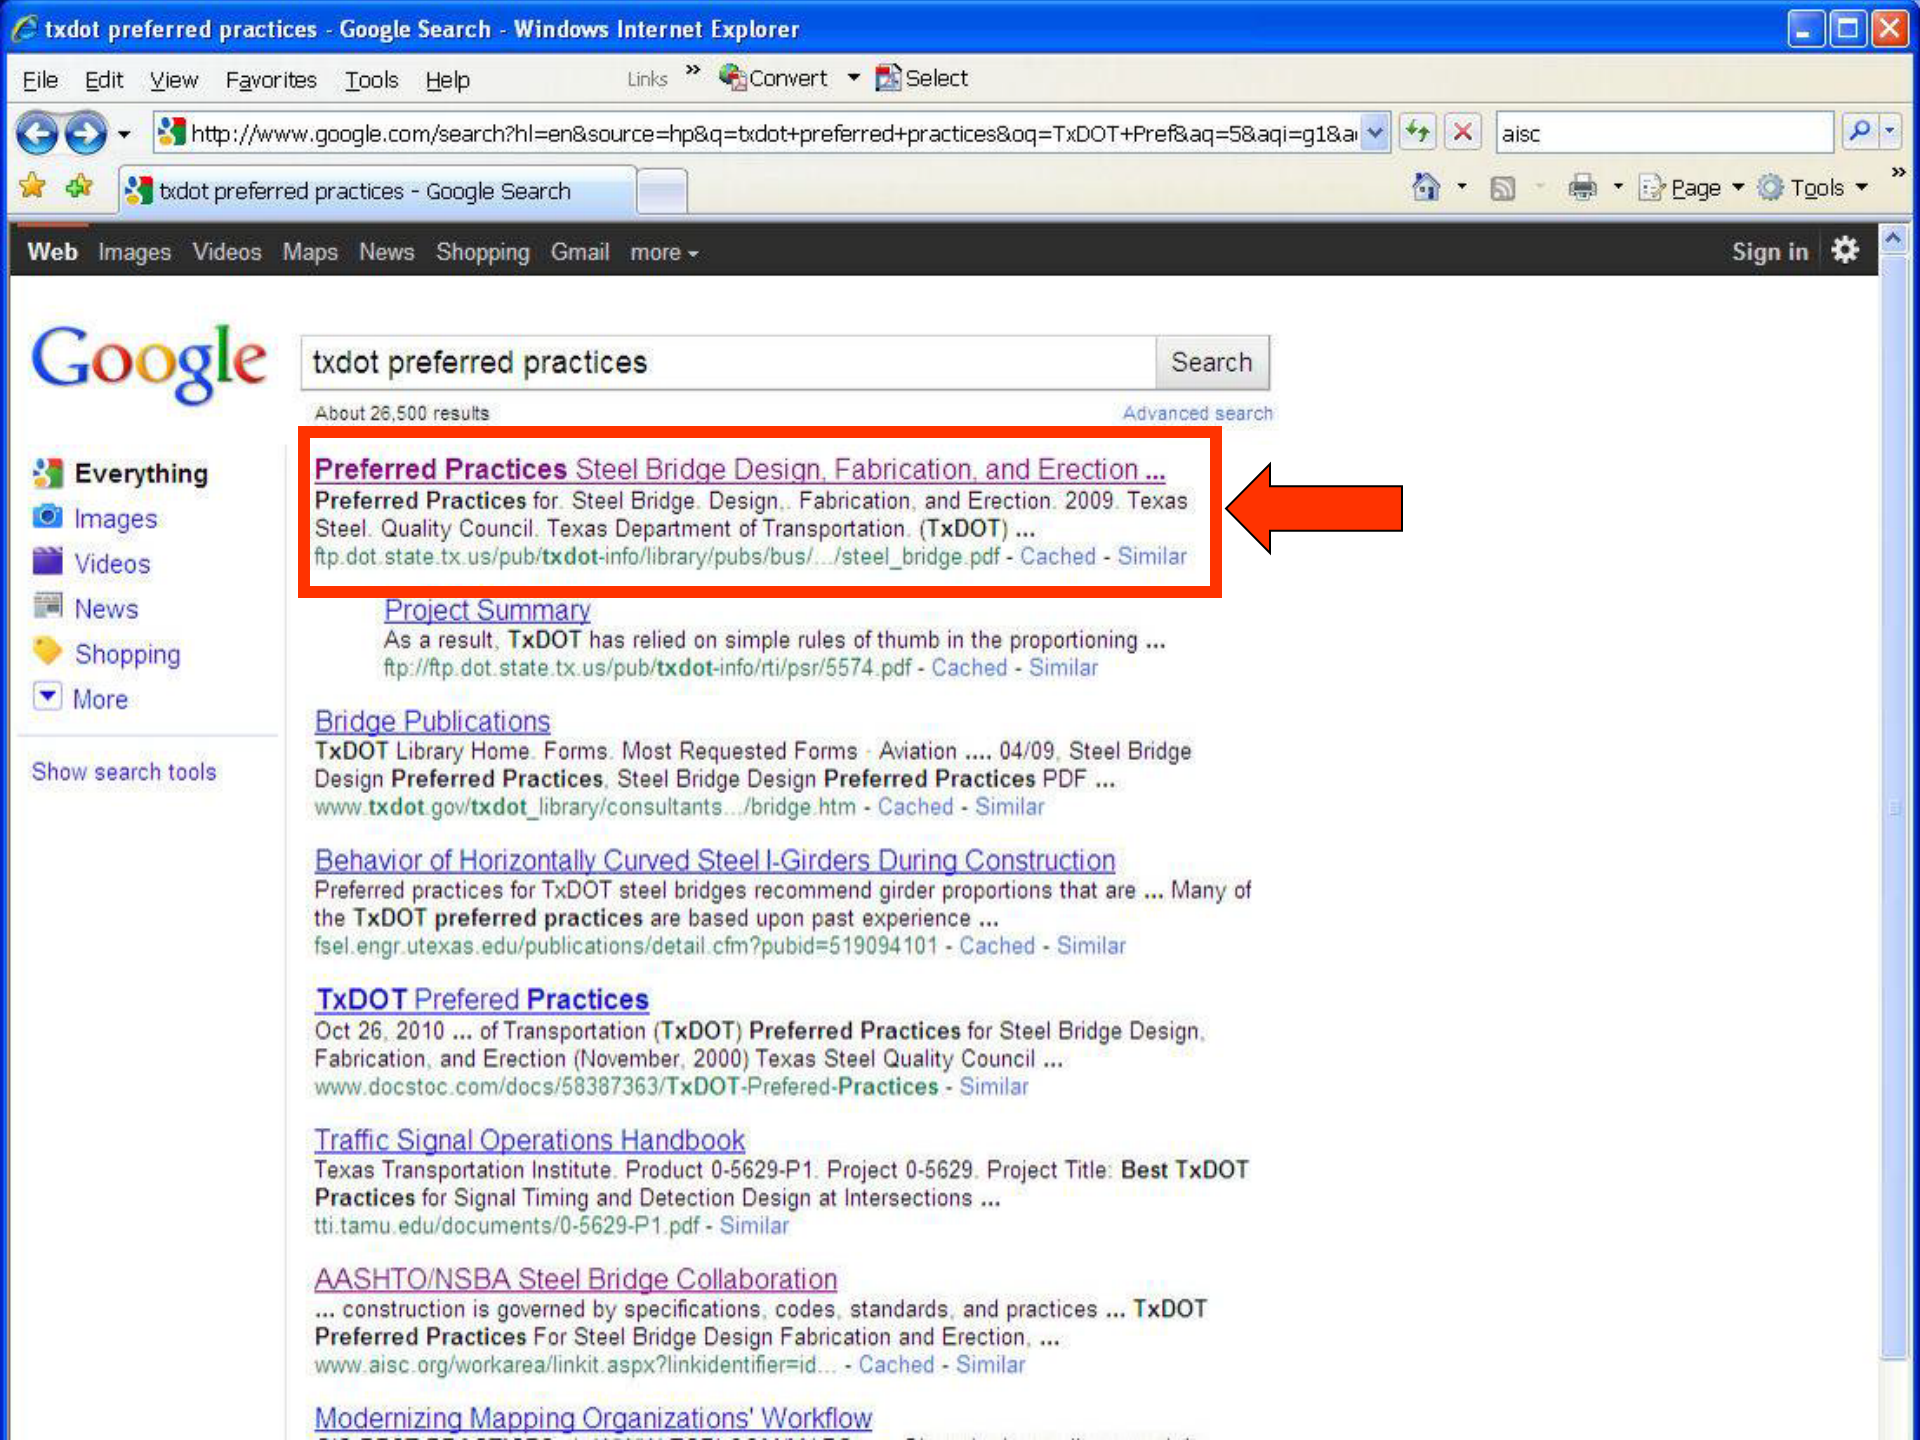 txdot preferred practices - Google Search - Windows Internet Explorer
File Edit View Favorites Tools Help Links » Convert Select
http://www.google.com/search?hl=en&source=hp&q=txdot+preferred+practices&oq=TxDOT+Pref&aq=5&aqi=g1&a aisc
txdot preferred practices - Google Search Page Tools »
Web Images Videos Maps News Shopping Gmail more Sign in
Google
txdot preferred practices Search
About 26,500 results Advanced search
Everything
Images
Videos
News
Shopping
More
Show search tools
Preferred Practices Steel Bridge Design, Fabrication, and Erection ...
Preferred Practices for. Steel Bridge. Design,. Fabrication, and Erection. 2009. Texas
Steel. Quality Council. Texas Department of Transportation. (TxDOT) ...
ftp.dot.state.tx.us/pub/txdot-info/library/pubs/bus/.../steel_bridge.pdf - Cached - Similar
Project Summary
As a result, TxDOT has relied on simple rules of thumb in the proportioning ...
ftp://ftp.dot.state.tx.us/pub/txdot-info/rti/psr/5574.pdf - Cached - Similar
Bridge Publications
TxDOT Library Home. Forms. Most Requested Forms · Aviation .... 04/09, Steel Bridge
Design Preferred Practices, Steel Bridge Design Preferred Practices PDF ...
www.txdot.gov/txdot_library/consultants.../bridge.htm - Cached - Similar
Behavior of Horizontally Curved Steel I-Girders During Construction
Preferred practices for TxDOT steel bridges recommend girder proportions that are ... Many of
the TxDOT preferred practices are based upon past experience ...
fsel.engr.utexas.edu/publications/detail.cfm?pubid=519094101 - Cached - Similar
TxDOT Prefered Practices
Oct 26, 2010 ... of Transportation (TxDOT) Preferred Practices for Steel Bridge Design,
Fabrication, and Erection (November, 2000) Texas Steel Quality Council ...
www.docstoc.com/docs/58387363/TxDOT-Prefered-Practices - Similar
Traffic Signal Operations Handbook
Texas Transportation Institute. Product 0-5629-P1. Project 0-5629. Project Title: Best TxDOT
Practices for Signal Timing and Detection Design at Intersections ...
tti.tamu.edu/documents/0-5629-P1.pdf - Similar
AASHTO/NSBA Steel Bridge Collaboration
... construction is governed by specifications, codes, standards, and practices ... TxDOT
Preferred Practices For Steel Bridge Design Fabrication and Erection, ...
www.aisc.org/workarea/linkit.aspx?linkidentifier=id... - Cached - Similar
Modernizing Mapping Organizations' Workflow